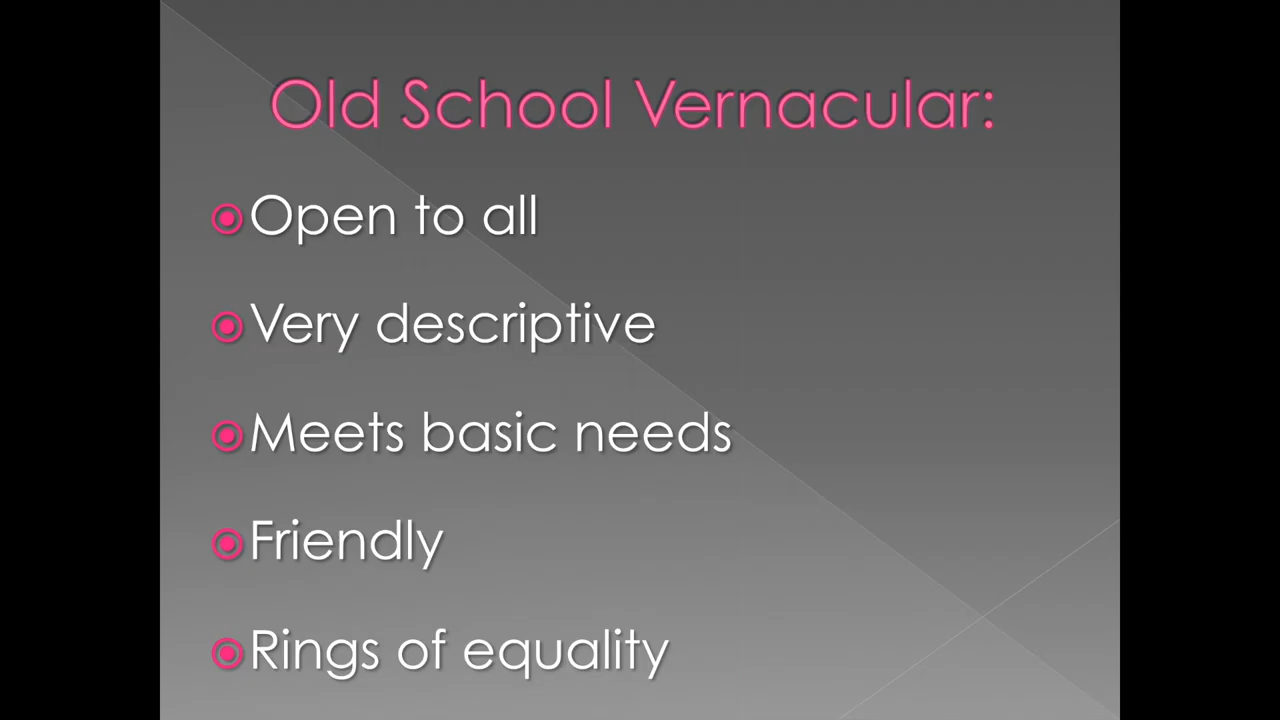 Old School Vernacular:
Open to all
Very descriptive
Meets basic needs
Friendly
Rings of equality